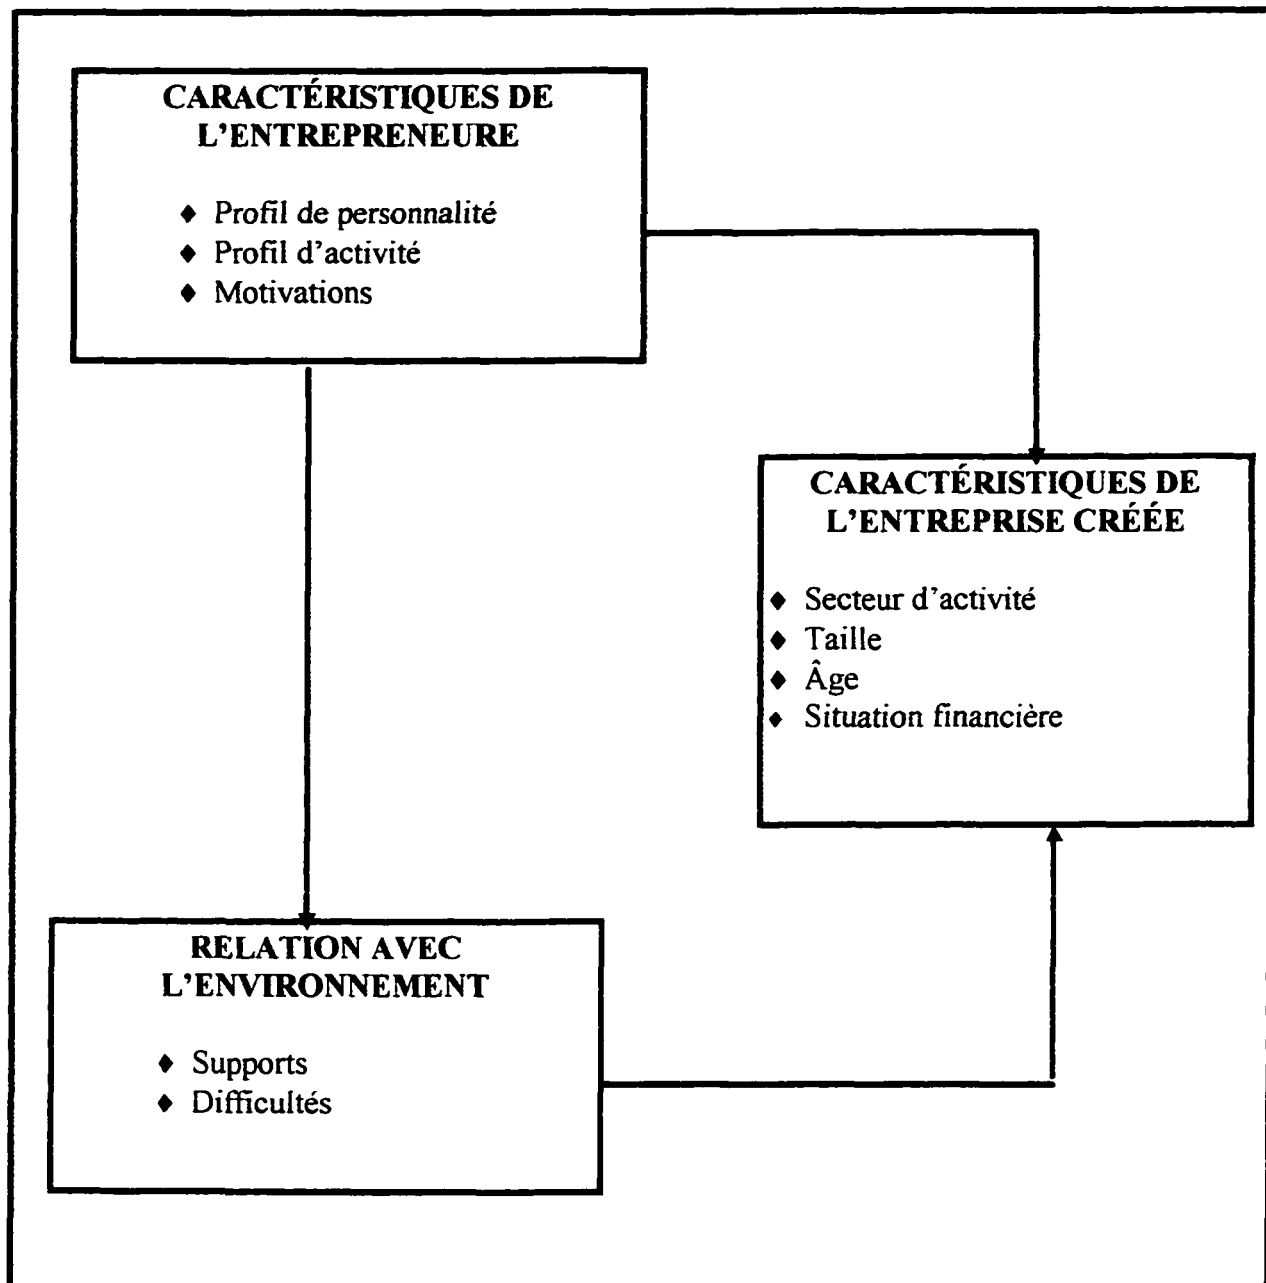 CARACTÉRISTIQUES DE
L'ENTREPRENEURE
♦ Profil de personnalité
♦ Profil d'activité
♦ Motivations
CARACTÉRISTIQUES DE
L'ENTREPRISE CRÉÉE
♦ Secteur d'activité
♦ Taille
♦ Âge
♦ Situation financière
RELATION AVEC
L'ENVIRONNEMENT
♦ Supports
♦ Difficultés